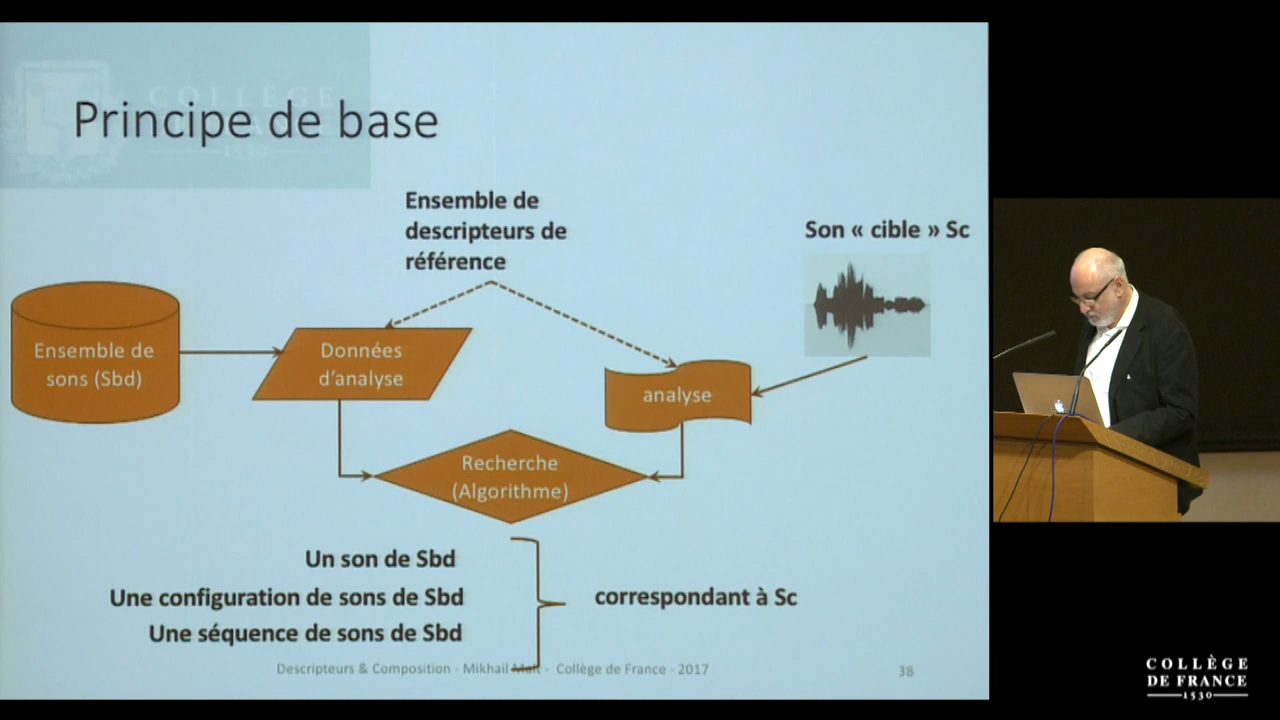 Principe de base
Ensemble de
descripteurs de
référence
Son « cible » Sc
Ensemble de
sons (Sbd)
Données
d'analyse
analyse
Recherche
(Algorithme)
Un son de Sbd
Une configuration de sons de Sbd
Une séquence de sons de Sbd
correspondant à Sc
Descripteurs & Composition - Mikhail Malt - Collège de France - 2017
38
COLLÈGE
DE FRANCE
1530